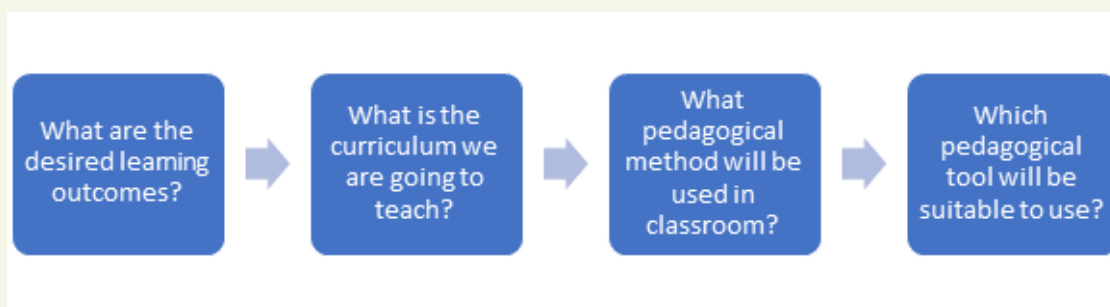 What are the
desired learning
outcomes?
What is the
curriculum we
are going to
teach?
What
pedagogical
method will be
used in
classroom?
Which
pedagogical
tool will be
suitable to use?